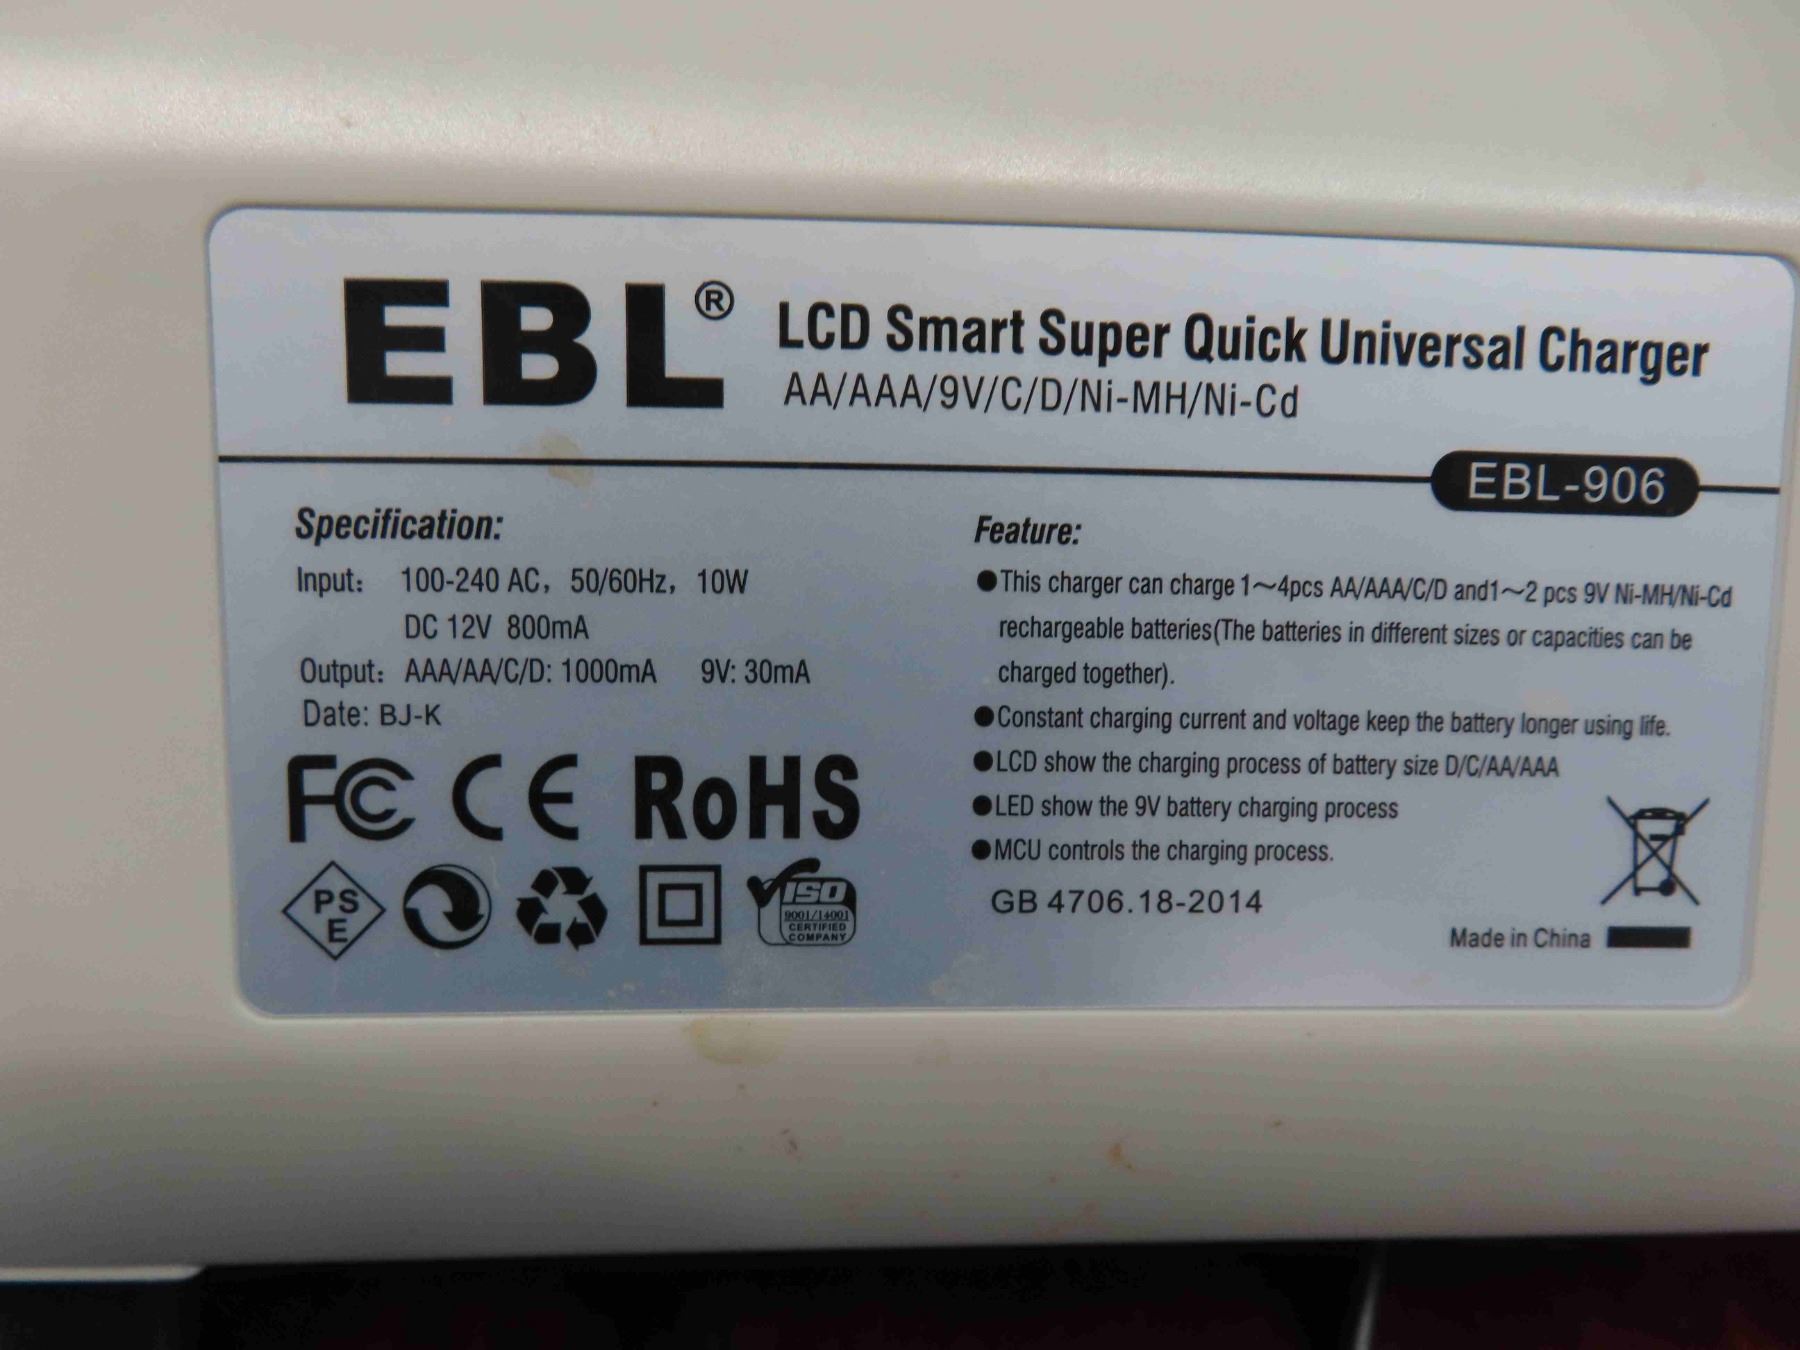 EBL®
LCD Smart Super Quick Universal Charger
AA/AAA/9V/C/D/Ni-MH/Ni-Cd
EBL-906
Specification:
Input: 100-240 AC, 50/60Hz, 10W
DC 12V 800mA
Output: AAA/AA/C/D: 1000mA 9V: 30mA
Date: BJ-K
FC CE RoHS
PS
E
ISO
9001/14001
CERTIFIED
COMPANY
Feature:
●This charger can charge 1~4pcs AA/AAA/C/D and1~2 pcs 9V Ni-MH/Ni-Cd
rechargeable batteries(The batteries in different sizes or capacities can be
charged together).
●Constant charging current and voltage keep the battery longer using life.
●LCD show the charging process of battery size D/C/AA/AAA
●LED show the 9V battery charging process
●MCU controls the charging process.
GB 4706.18-2014
Made in China